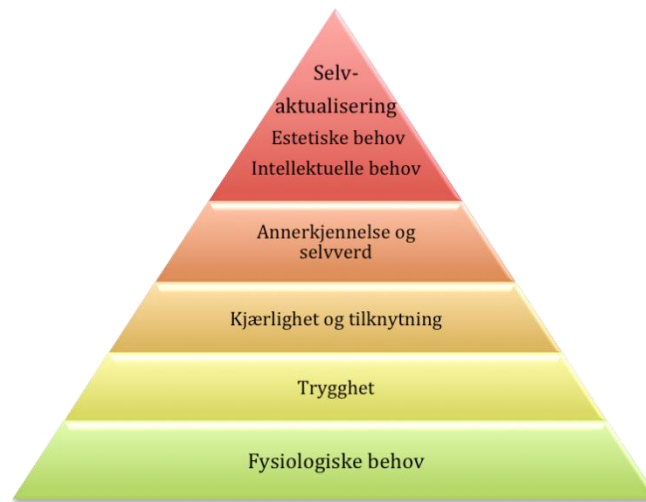 Selv-
aktualisering
Estetiske behov
Intellektuelle behov
Annerkjennelse og
selvverd
Kjærlighet og tilknytning
Trygghet
Fysiologiske behov